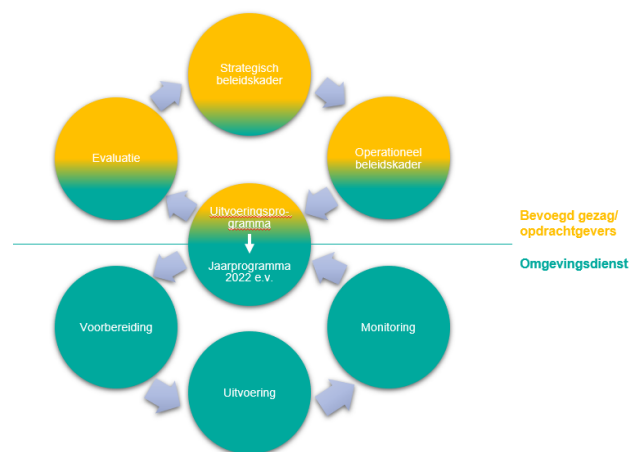 Strategisch
beleidskader
Evaluatie
Operationeel
beleidskader
Uitvoeringspro-
gramma
Jaarprogramma
2022 e.v.
Bevoegd gezag/
opdrachtgevers
Omgevingsdienst
Voorbereiding
Monitoring
Uitvoering